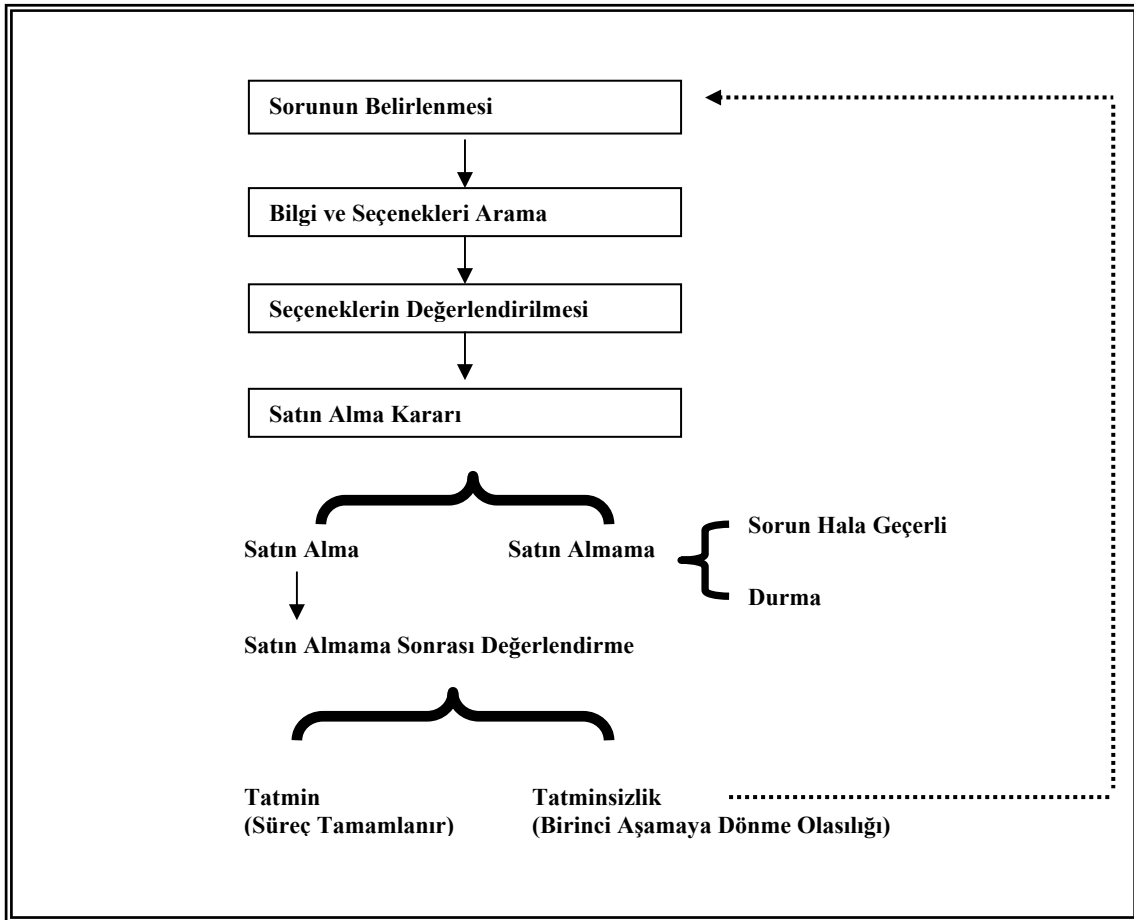 Sorunun Belirlenmesi
Bilgi ve Seçenekleri Arama
Seçeneklerin Değerlendirilmesi
Satın Alma Kararı
Sorun Hala Geçerli
Satın Alma
Satın Almama
Durma
Satın Almama Sonrası Değerlendirme
Tatmin
(Süreç Tamamlanır)
Tatminsizlik
(Birinci Aşamaya Dönme Olasılığı)